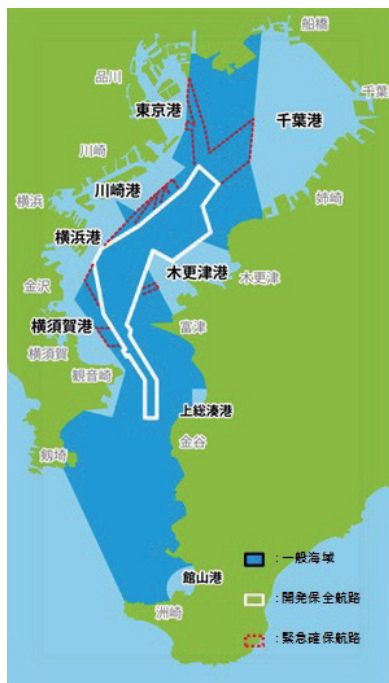 船橋
品川
千葉
東京港
千葉港
川崎
川崎港
姉崎
横浜
横浜港
木更津港
木更津
金沢
横須賀港
富津
横須賀
観音崎
上総湊港
金谷
剱埼
:一般海域
館山港
:開発保全航路
洲崎
:緊急確保航路